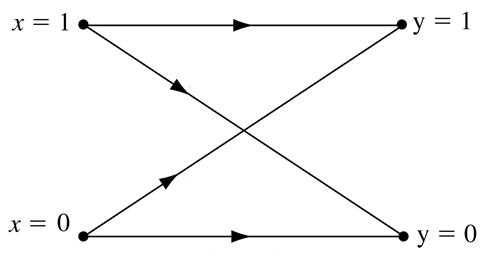 x = 1
y = 1
x = 0
y = 0